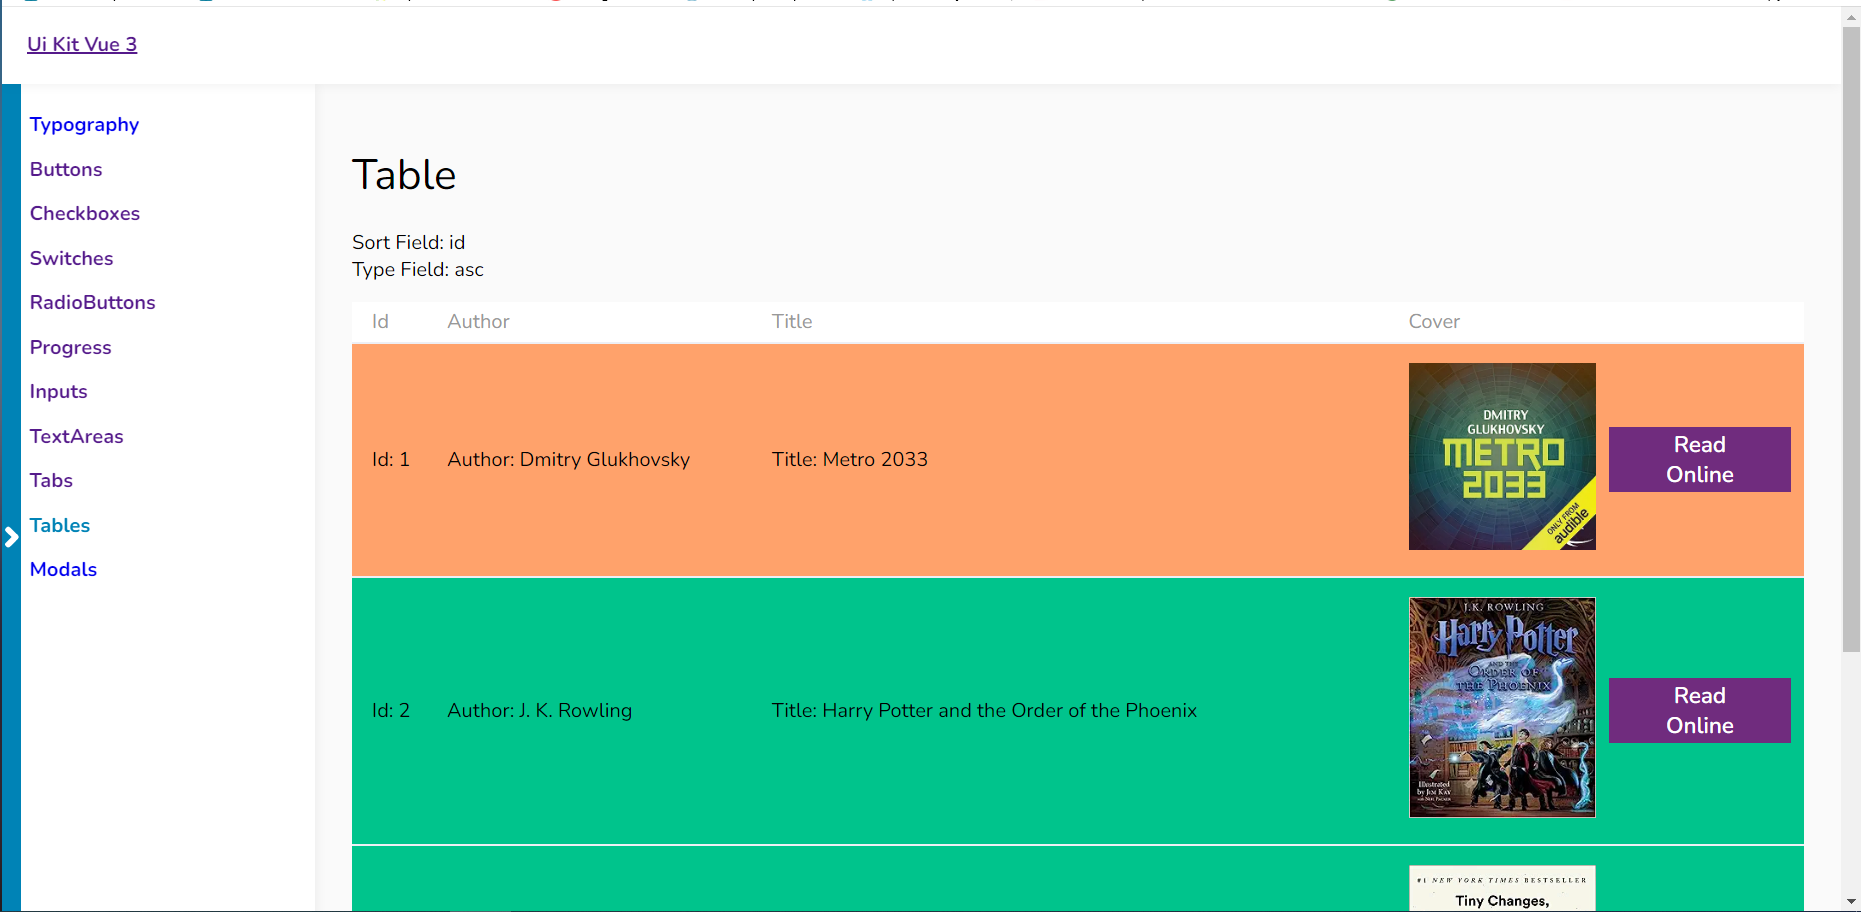 Ui Kit Vue 3
Typography
Buttons
Checkboxes
Switches
RadioButtons
Progress
Inputs
TextAreas
Tabs
Tables
Modals
Table
Sort Field: id
Type Field: asc
Id Author Title Cover
Id: 1 Author: Dmitry Glukhovsky Title: Metro 2033
DMITRY
GLUKHOVSKY
METRO
2033
ONLY FROM
audible
Read
Online
Id: 2 Author: J. K. Rowling Title: Harry Potter and the Order of the Phoenix
J.K. ROWLING
Harry Potter
AND THE
ORDER OF
THE PHOENIX
Illustrated
by JIM KAY
WITH NEIL PACKER
Read
Online
#1 NEW YORK TIMES BESTSELLER
Tiny Changes,